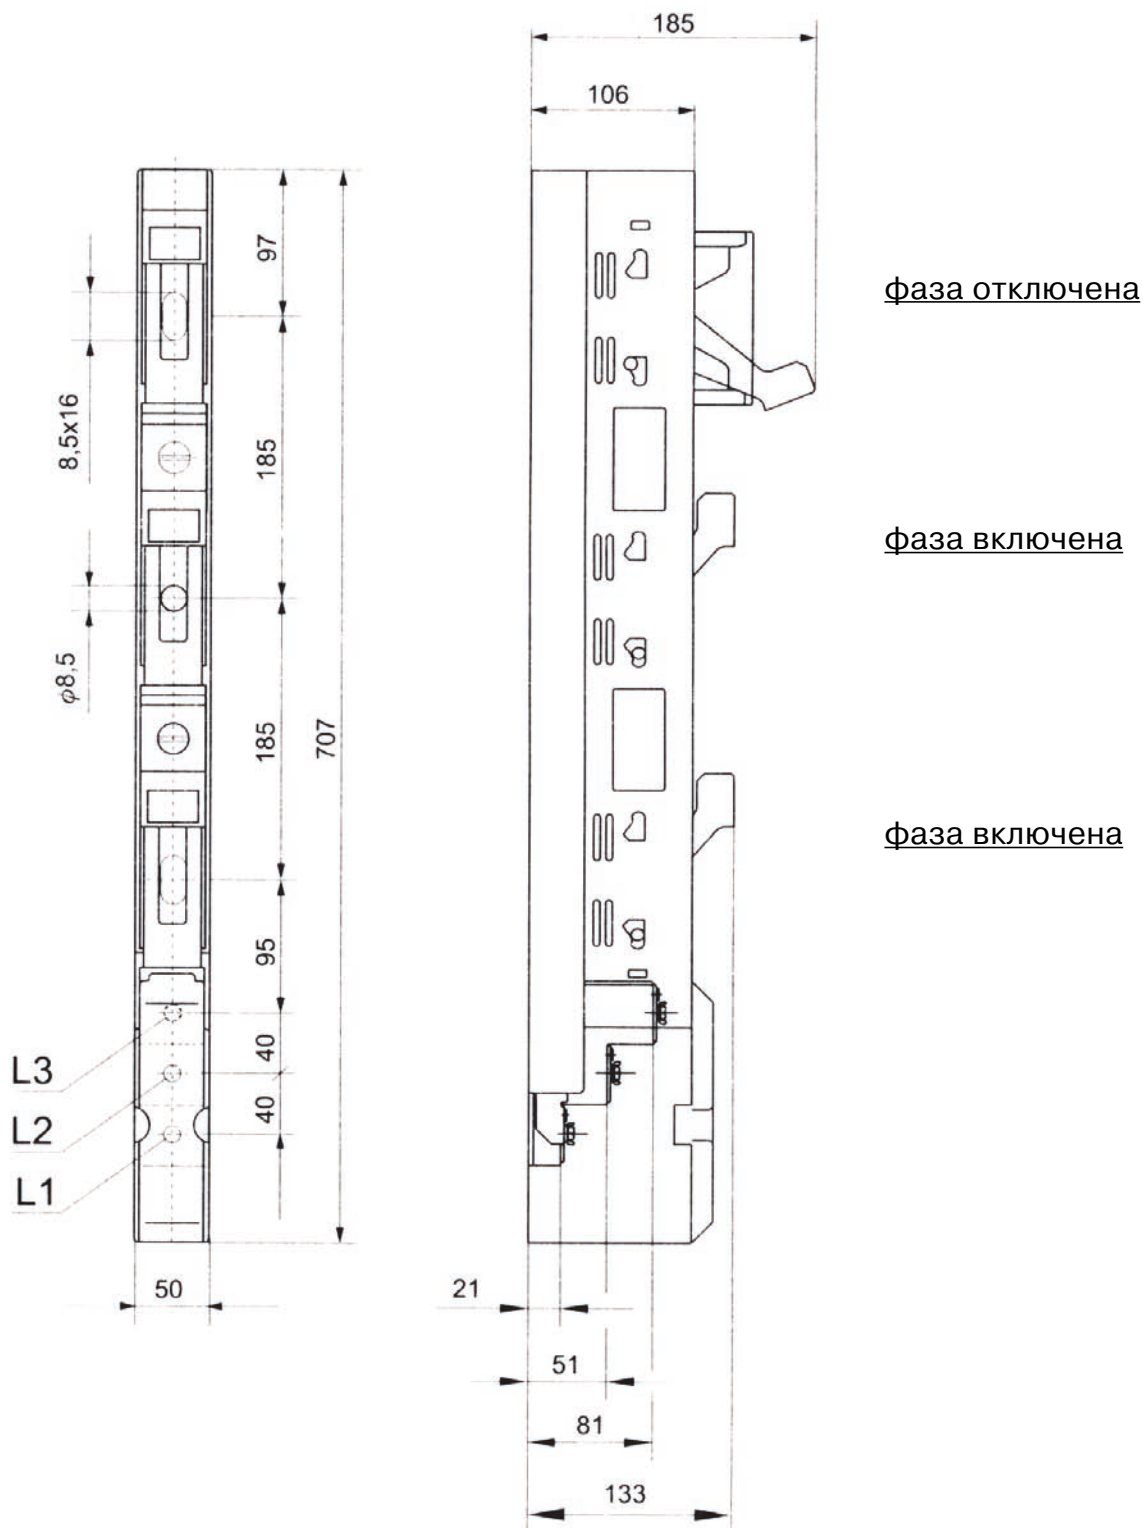 185
106
97
фаза отключена
8,5x16
185
фаза включена
φ8,5
185
707
фаза включена
95
40
L3
40
L2
L1
50
21
51
81
133